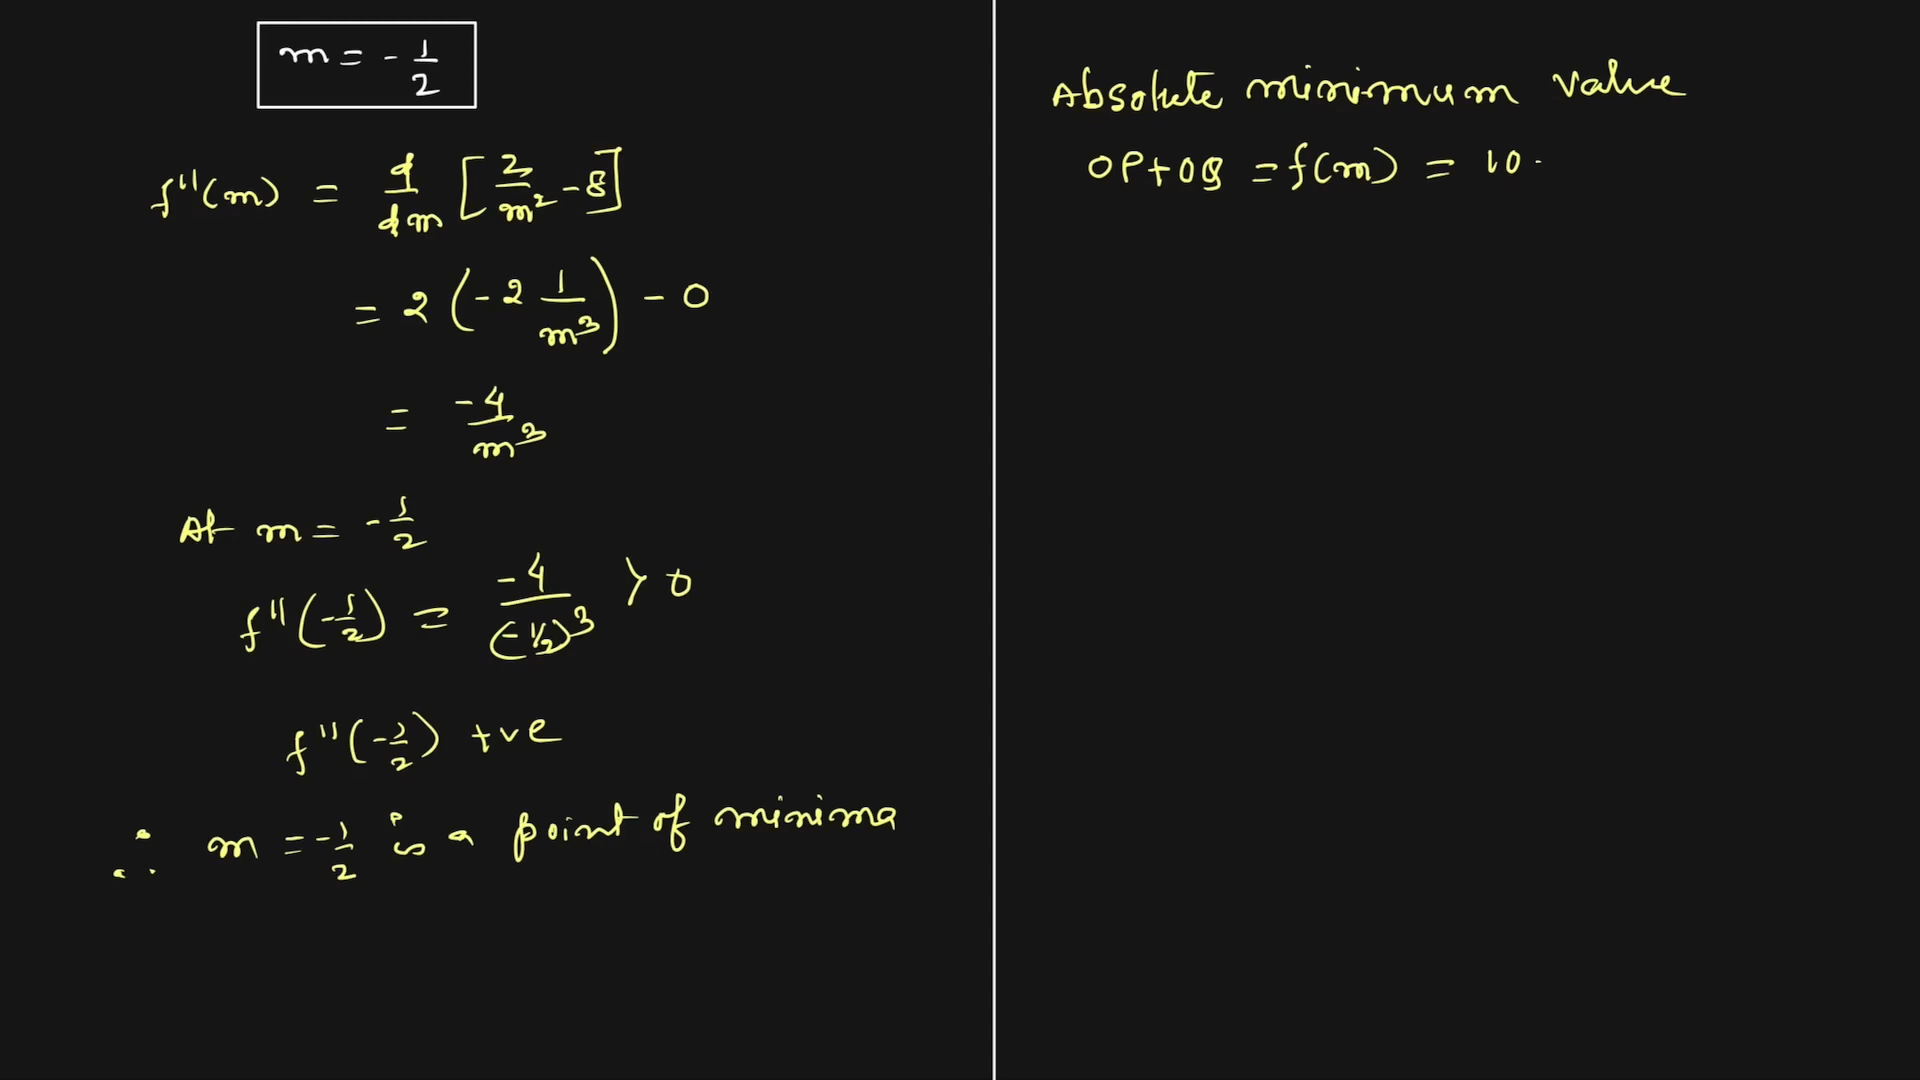 m = - 1/2
f''(m) = d/dm [2/m² - 8]
= 2 (-2 1/m³) - 0
= -4/m³
At m = -1/2
f''(-1/2) = -4/(-1/2)³ > 0
f''(-1/2) +ve
∴ m = -1/2 is a point of minima
Absolute minimum value
OP+OQ = f(m) = 10